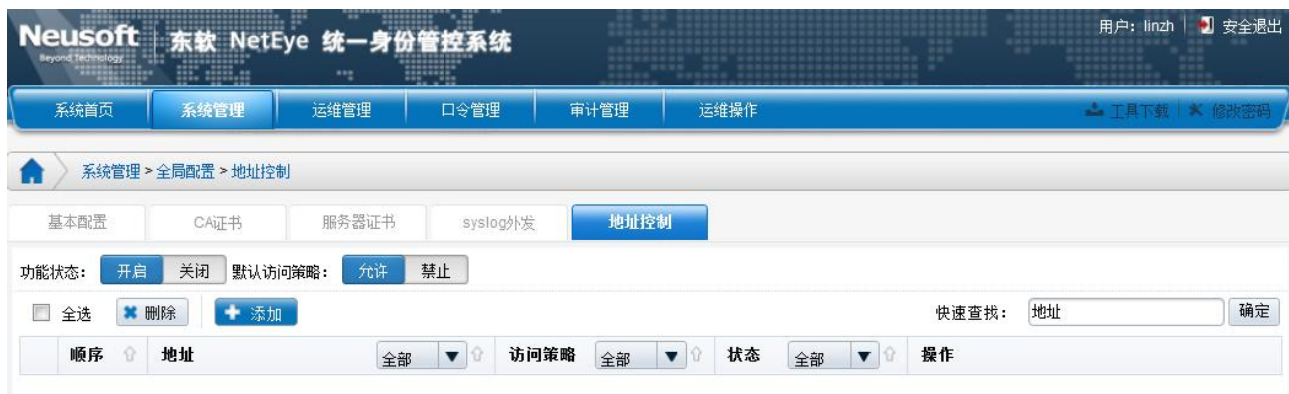 Neusoft 东软 NetEye 统一身份管控系统 用户: linzh 安全退出
Beyond Technology
系统首页 系统管理 运维管理 口令管理 审计管理 运维操作 工具下载 修改密码
系统管理 > 全局配置 > 地址控制
基本配置 CA证书 服务器证书 syslog外发 地址控制
功能状态: 开启 关闭 默认访问策略: 允许 禁止
全选 删除 添加 快速查找: 地址 确定
顺序 地址 全部 访问策略 全部 状态 全部 操作